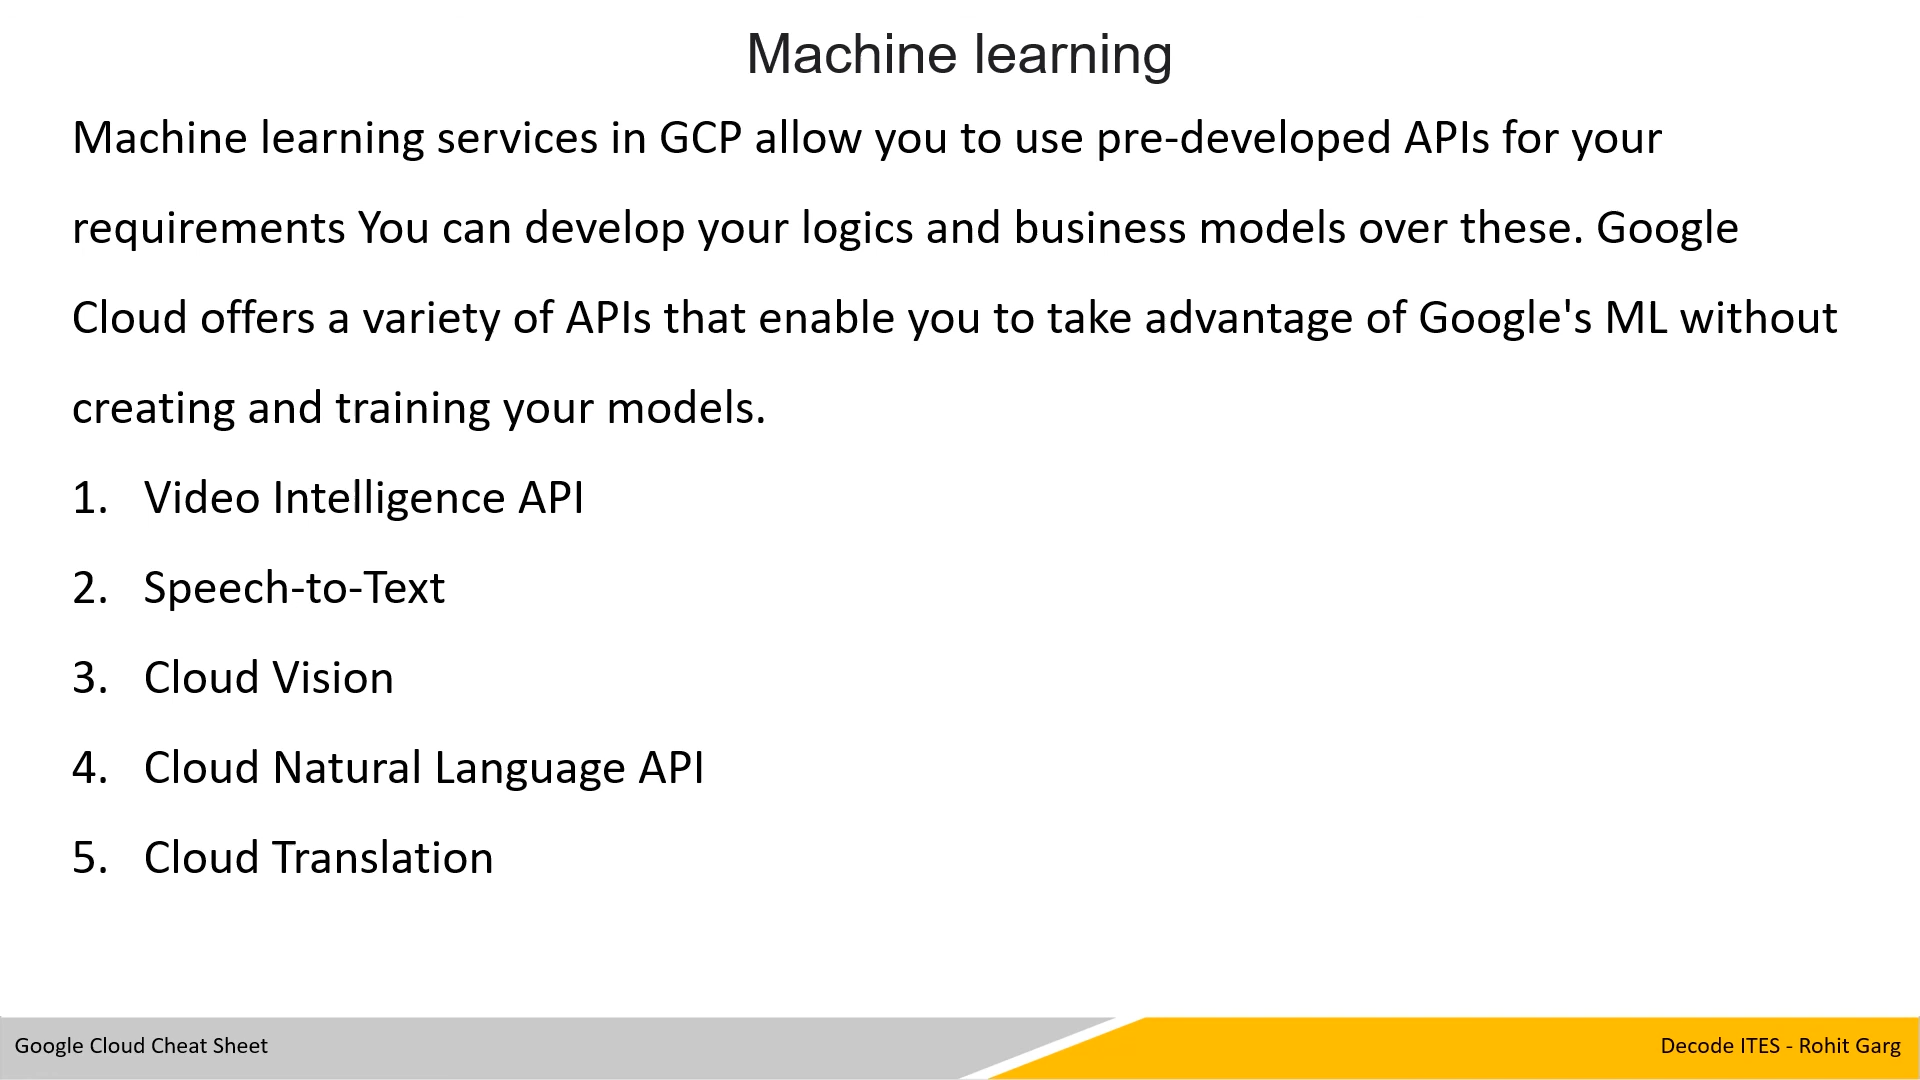 Machine learning
Machine learning services in GCP allow you to use pre-developed APIs for your
requirements You can develop your logics and business models over these. Google
Cloud offers a variety of APIs that enable you to take advantage of Google's ML without
creating and training your models.
1. Video Intelligence API
2. Speech-to-Text
3. Cloud Vision
4. Cloud Natural Language API
5. Cloud Translation
Google Cloud Cheat Sheet
Decode ITES - Rohit Garg